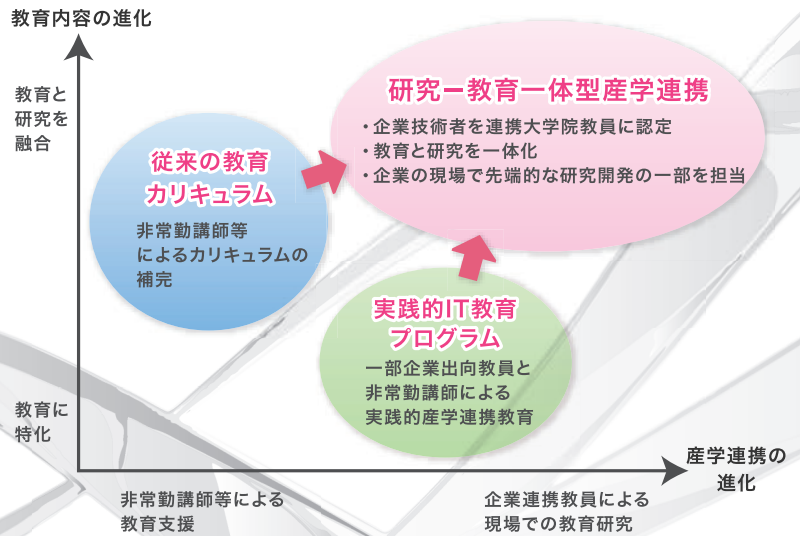 教育内容の進化
教育と
研究を
融合
研究ー教育一体型産学連携
・企業技術者を連携大学院教員に認定
・教育と研究を一体化
・企業の現場で先端的な研究開発の一部を担当
従来の教育
カリキュラム
非常勤講師等
によるカリキュラムの
補完
実践的IT教育
プログラム
一部企業出向教員と
非常勤講師による
実践的産学連携教育
教育に
特化
産学連携の
進化
非常勤講師等による
教育支援
企業連携教員による
現場での教育研究